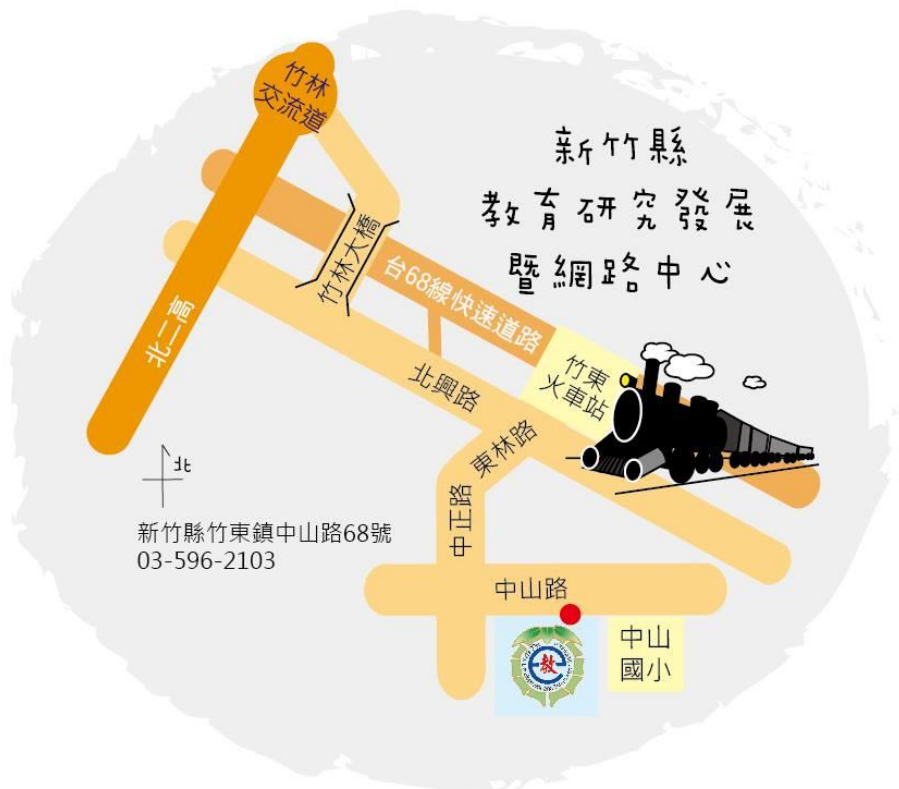 竹林
交流道
新竹縣
教育研究發展
暨網路中心
竹林大橋
台68線快速道路
北二高
竹東
火車站
北興路
東林路
北
中正路
新竹縣竹東鎮中山路68號
03-596-2103
中山路
中山
國小
教